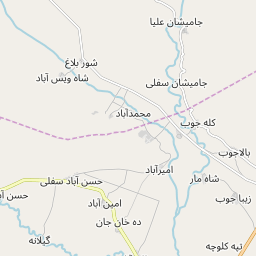 جامیشان علیا
شور بلاغ
شاه ویس آباد
جامیشان سفلی
محمدآباد
کله جوب
بالاجوب
امیرآباد
شاه مار
حسن آباد سفلی
حسن آ
زیبا جوب
امین آباد
ده خان جان
گیلانه
تپه کلوچه